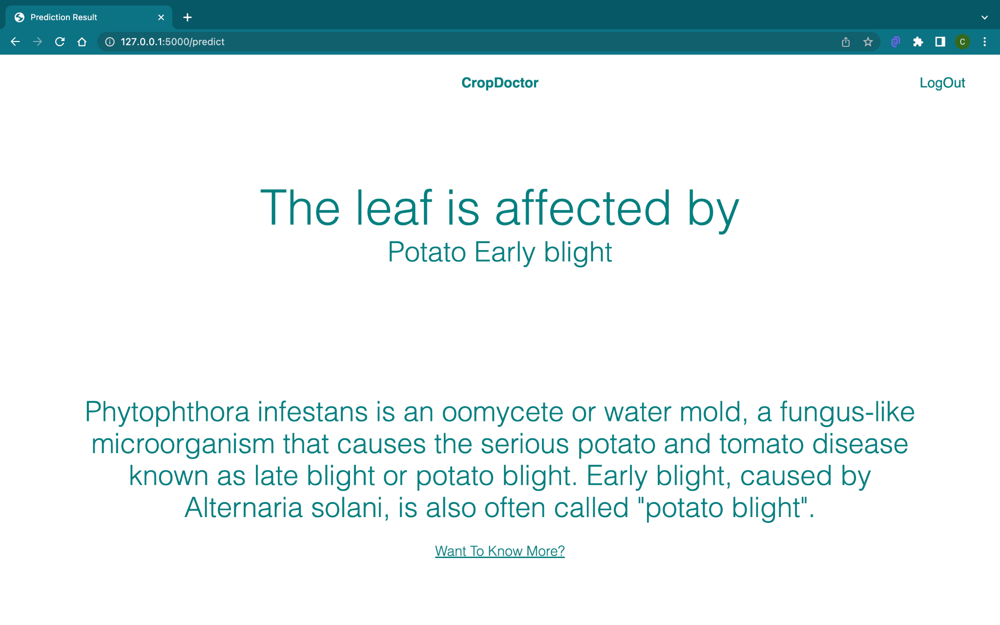 Prediction Result
127.0.0.1:5000/predict
C
CropDoctor
LogOut
The leaf is affected by
Potato Early blight
Phytophthora infestans is an oomycete or water mold, a fungus-like
microorganism that causes the serious potato and tomato disease
known as late blight or potato blight. Early blight, caused by
Alternaria solani, is also often called "potato blight".
Want To Know More?